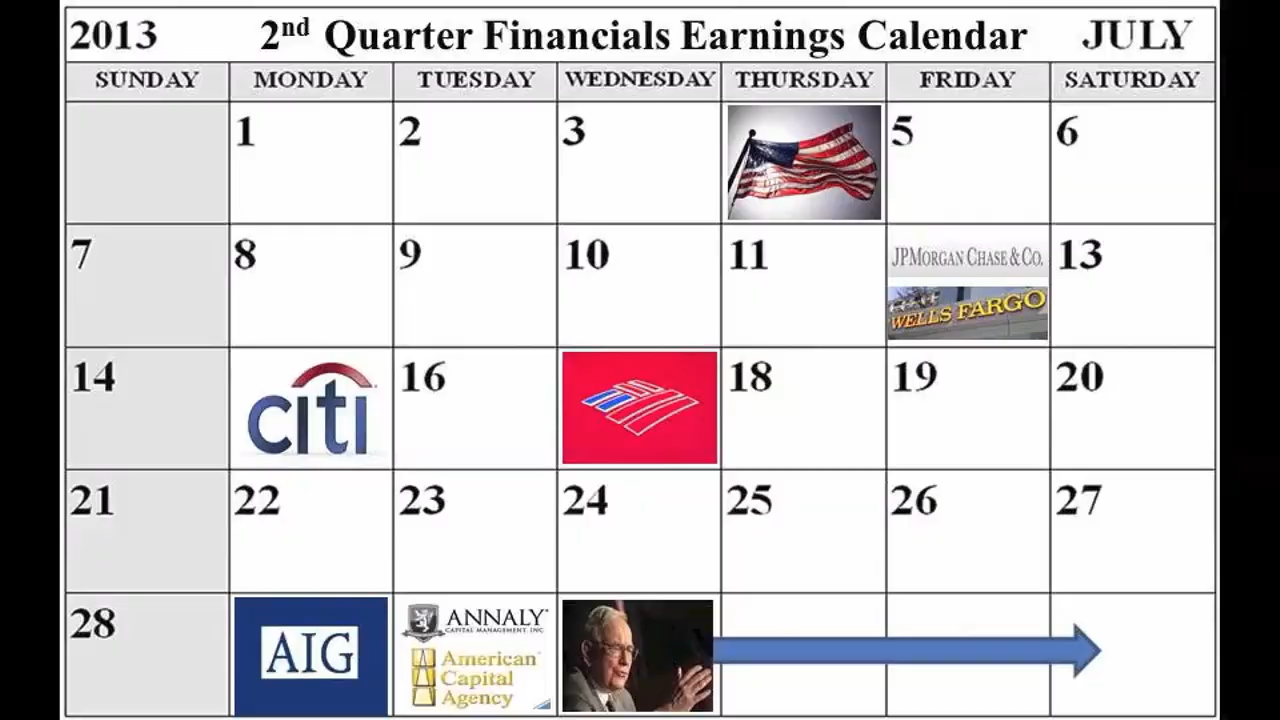 2013 2nd Quarter Financials Earnings Calendar JULY
SUNDAY MONDAY TUESDAY WEDNESDAY THURSDAY FRIDAY SATURDAY
1 2 3 5 6
7 8 9 10 11 JPMORGAN CHASE & CO. 13
WELLS FARGO
14 citi 16 18 19 20
21 22 23 24 25 26 27
28 AIG ANNALY
CAPITAL MANAGEMENT, INC
American
Capital
Agency